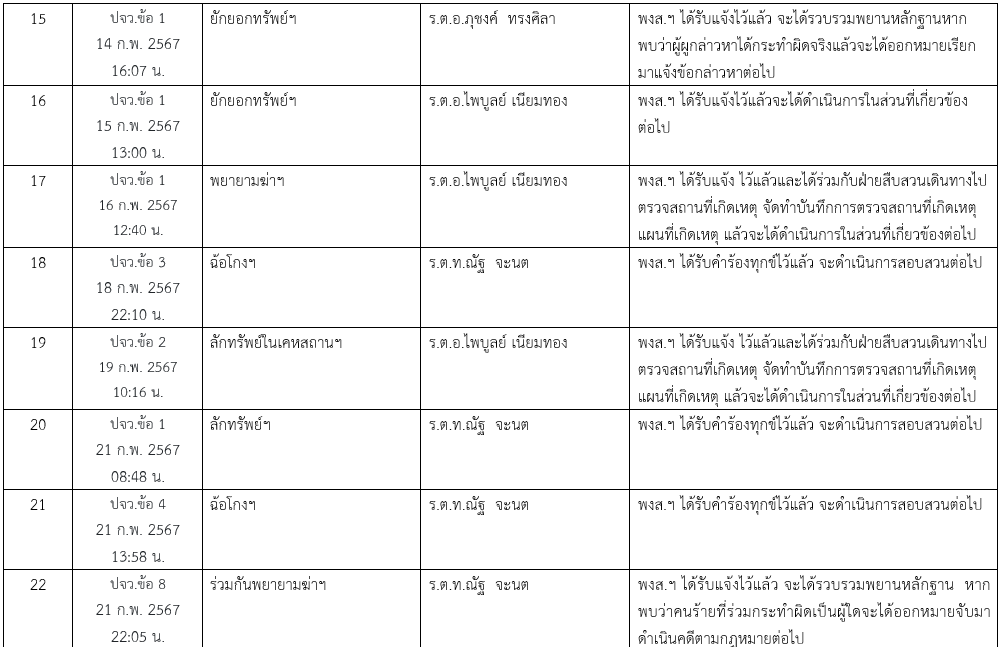 15
ปจว.ข้อ 1
14 ก.พ. 2567
16:07 น.
ยักยอกทรัพย์ฯ
ร.ต.อ.ภุชงค์ ทรงศิลา
พงส.ฯ ได้รับแจ้งไว้แล้ว จะได้รวบรวมพยานหลักฐานหาก
พบว่าผู้ผูกล่าวหาได้กระทำผิดจริงแล้วจะได้ออกหมายเรียก
มาแจ้งข้อกล่าวหาต่อไป
16
ปจว.ข้อ 1
15 ก.พ. 2567
13:00 น.
ยักยอกทรัพย์ฯ
ร.ต.อ.ไพบูลย์ เนียมทอง
พงส.ฯ ได้รับแจ้งไว้แล้วจะได้ดำเนินการในส่วนที่เกี่ยวข้อง
ต่อไป
17
ปจว.ข้อ 1
16 ก.พ. 2567
12:40 น.
พยายามฆ่าฯ
ร.ต.อ.ไพบูลย์ เนียมทอง
พงส.ฯ ได้รับแจ้ง ไว้แล้วและได้ร่วมกับฝ่ายสืบสวนเดินทางไป
ตรวจสถานที่เกิดเหตุ จัดทำบันทึกการตรวจสถานที่เกิดเหตุ
แผนที่เกิดเหตุ แล้วจะได้ดำเนินการในส่วนที่เกี่ยวข้องต่อไป
18
ปจว.ข้อ 3
18 ก.พ. 2567
22:10 น.
ฉ้อโกงฯ
ร.ต.ท.ณัฐ จะนต
พงส.ฯ ได้รับคำร้องทุกข์ไว้แล้ว จะดำเนินการสอบสวนต่อไป
19
ปจว.ข้อ 2
19 ก.พ. 2567
10:16 น.
ลักทรัพย์ในเคหสถานฯ
ร.ต.อ.ไพบูลย์ เนียมทอง
พงส.ฯ ได้รับแจ้ง ไว้แล้วและได้ร่วมกับฝ่ายสืบสวนเดินทางไป
ตรวจสถานที่เกิดเหตุ จัดทำบันทึกการตรวจสถานที่เกิดเหตุ
แผนที่เกิดเหตุ แล้วจะได้ดำเนินการในส่วนที่เกี่ยวข้องต่อไป
20
ปจว.ข้อ 1
21 ก.พ. 2567
08:48 น.
ลักทรัพย์ฯ
ร.ต.ท.ณัฐ จะนต
พงส.ฯ ได้รับคำร้องทุกข์ไว้แล้ว จะดำเนินการสอบสวนต่อไป
21
ปจว.ข้อ 4
21 ก.พ. 2567
13:58 น.
ฉ้อโกงฯ
ร.ต.ท.ณัฐ จะนต
พงส.ฯ ได้รับคำร้องทุกข์ไว้แล้ว จะดำเนินการสอบสวนต่อไป
22
ปจว.ข้อ 8
21 ก.พ. 2567
22:05 น.
ร่วมกันพยายามฆ่าฯ
ร.ต.ท.ณัฐ จะนต
พงส.ฯ ได้รับแจ้งไว้แล้ว จะได้รวบรวมพยานหลักฐาน หาก
พบว่าคนร้ายที่ร่วมกระทำผิดเป็นผู้ใดจะได้ออกหมายจับมา
ดำเนินคดีตามกฎหมายต่อไป